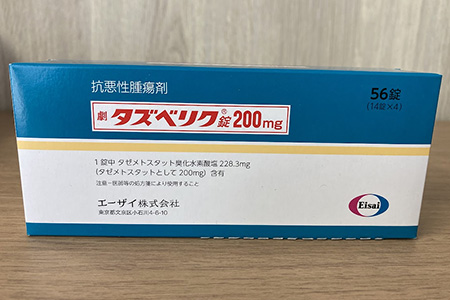 抗悪性腫瘍剤
56錠
(14錠×4)
劇 タズベリク®錠200mg
1錠中 タゼメトスタット臭化水素酸塩 228.3mg
(タゼメトスタットとして 200mg) 含有
注意-医師等の処方箋により使用すること
エーザイ株式会社
東京都文京区小石川4-6-10
Eisai